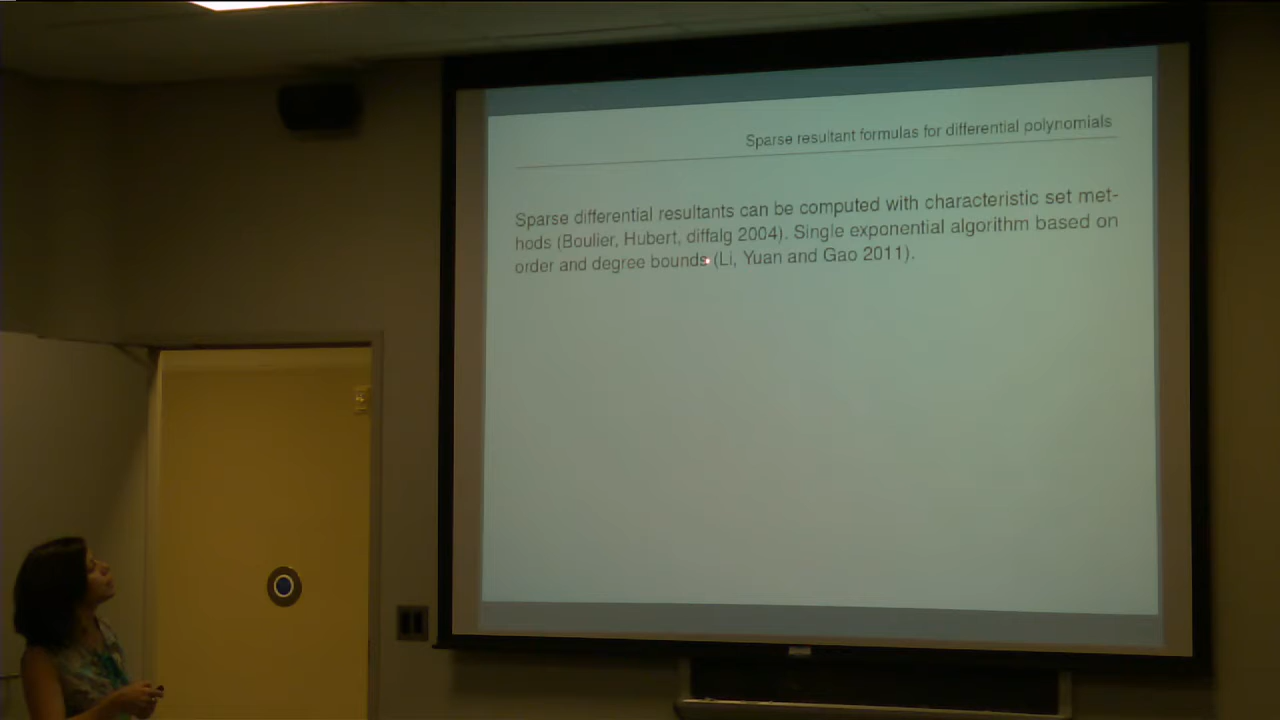 Sparse resultant formulas for differential polynomials
Sparse differential resultants can be computed with characteristic set met-
hods (Boulier, Hubert, diffalg 2004). Single exponential algorithm based on
order and degree bounds (Li, Yuan and Gao 2011).